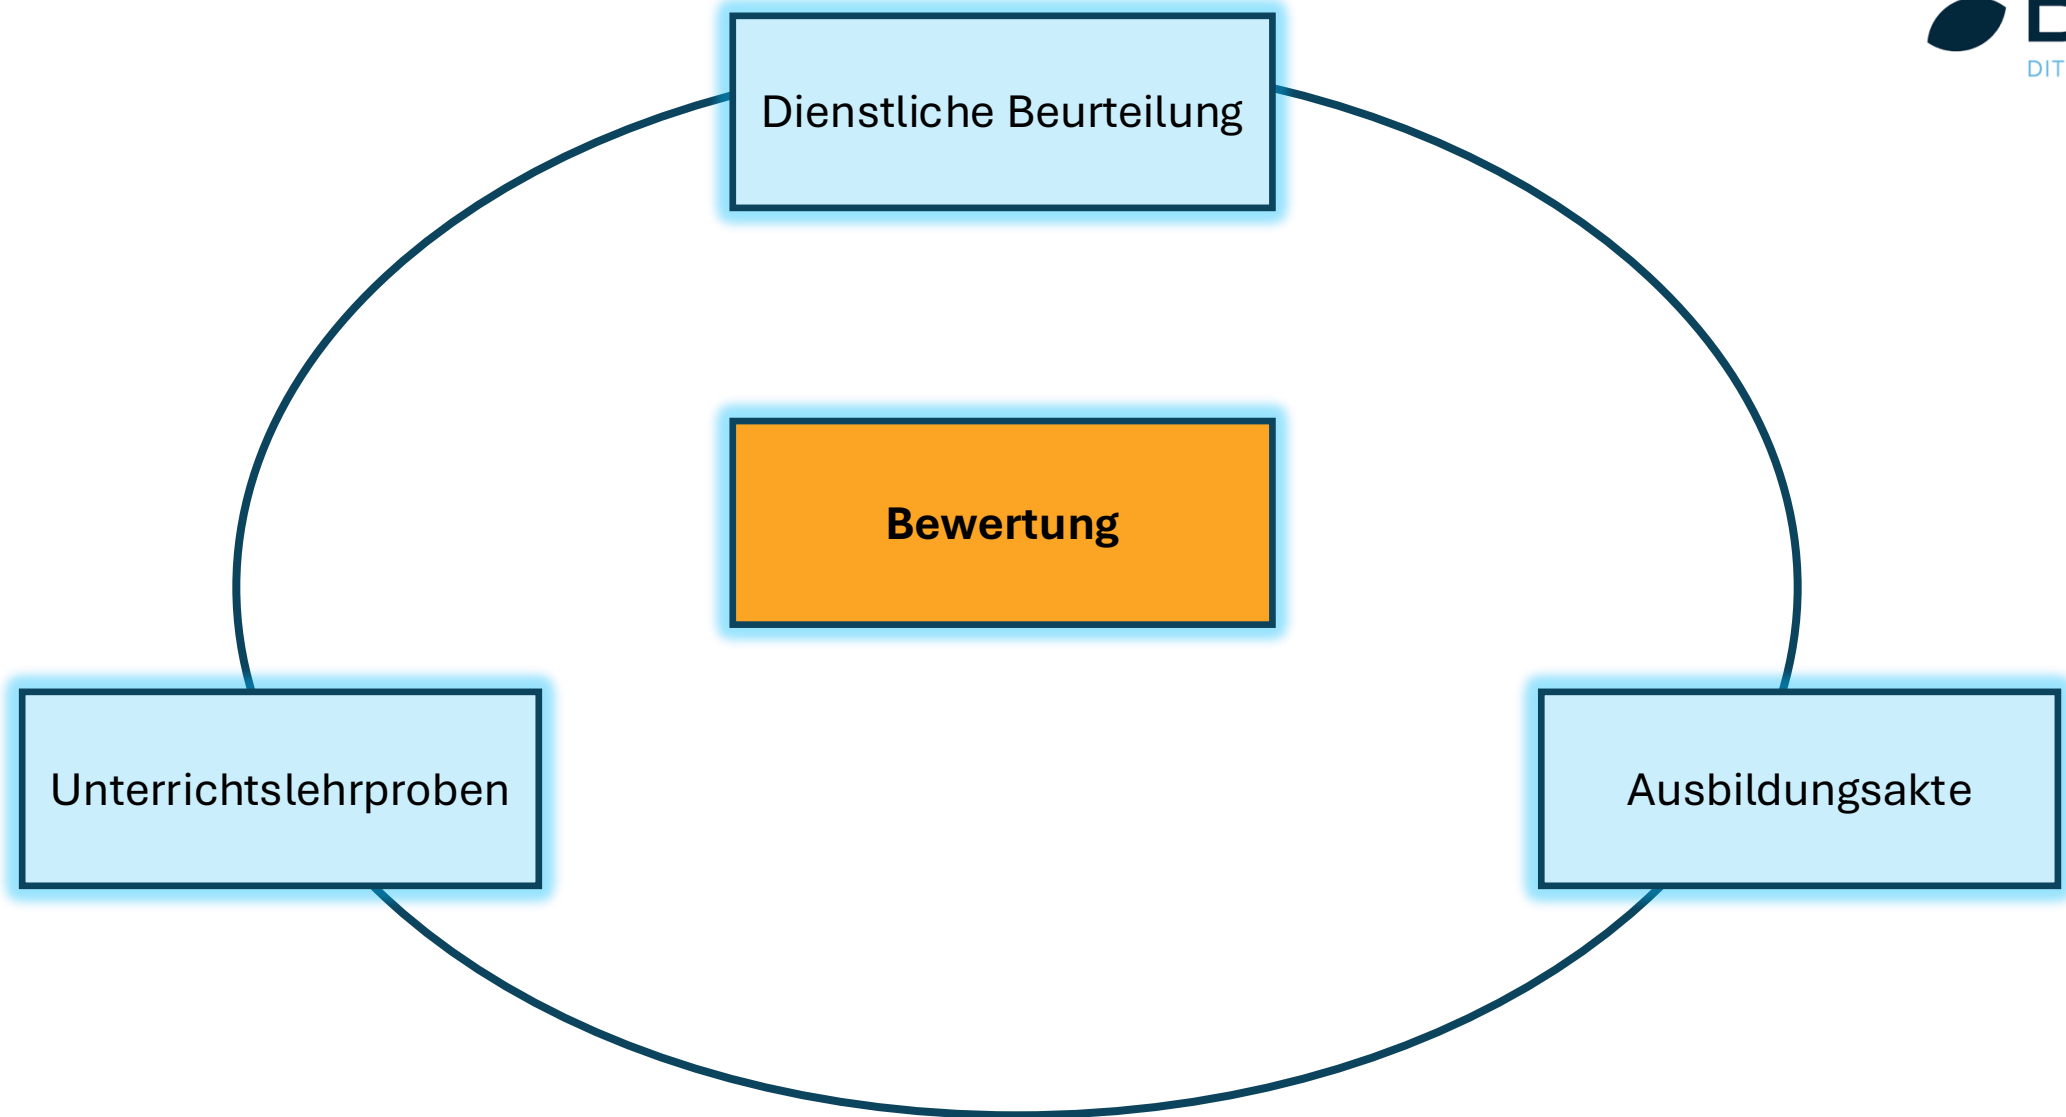 DIT
Dienstliche Beurteilung
Bewertung
Unterrichtslehrproben
Ausbildungsakte